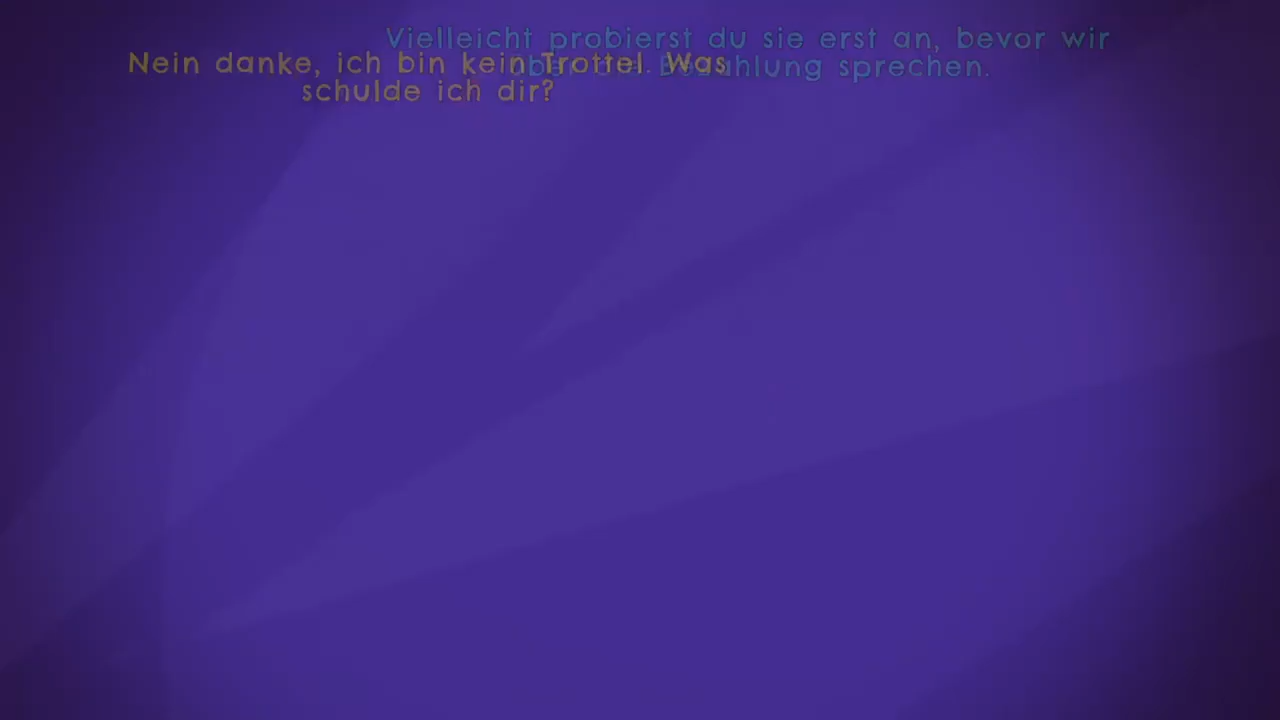 Vielleicht probierst du sie erst an, bevor wir
über die Bezahlung sprechen.
Nein danke, ich bin kein Trottel. Was
schulde ich dir?